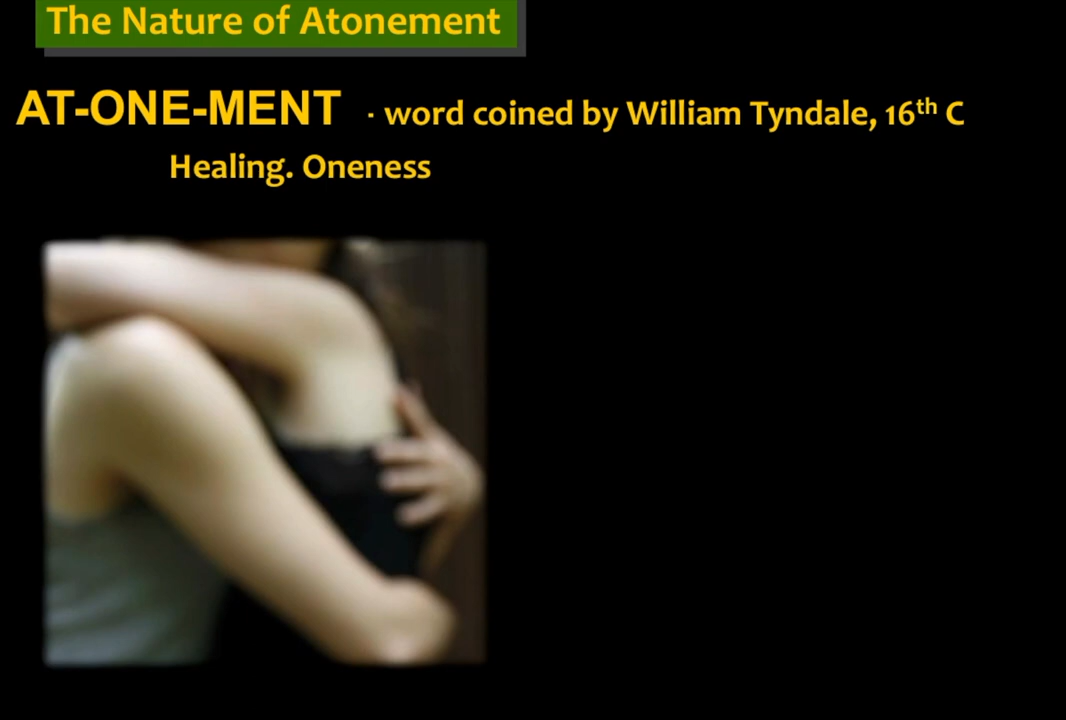 The Nature of Atonement
AT-ONE-MENT · word coined by William Tyndale, 16th C
Healing. Oneness